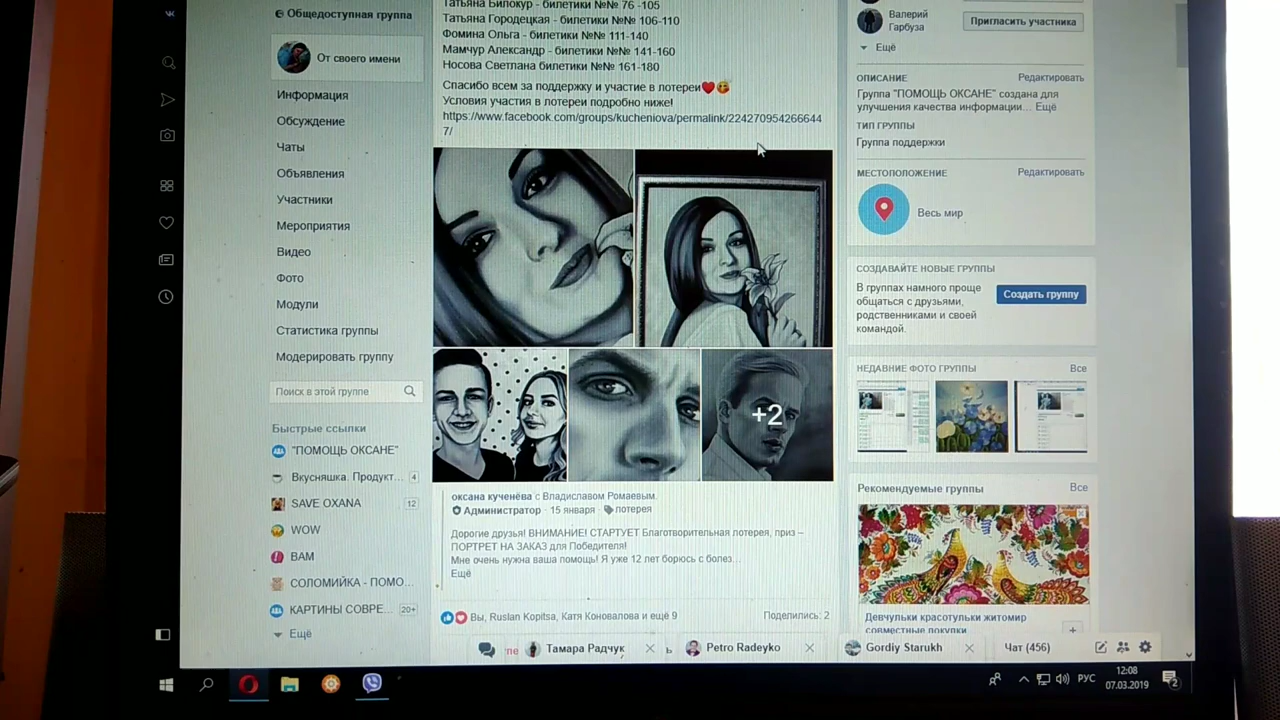 Общедоступная группа
От своего имени
Информация
Обсуждение
Чаты
Объявления
Участники
Мероприятия
Видео
Фото
Модули
Статистика группы
Модерировать группу
Поиск в этой группе
Быстрые ссылки
"ПОМОЩЬ ОКСАНЕ"
Вкусняшка. Продукт... 4
SAVE OXANA 12
WOW
BAM
СОЛОМИЙКА - ПОМО...
КАРТИНЫ СОВРЕ... 20+
Ещё
Татьяна Билокур - билетики №№ 76 -105
Татьяна Городецкая - билетики №№ 106-110
Фомина Ольга - билетики №№ 111-140
Мамчур Александр - билетики №№ 141-160
Носова Светлана билетики №№ 161-180
Спасибо всем за поддержку и участие в лотереи❤️🥰
Условия участия в лотереи подробно ниже!
https://www.facebook.com/groups/kucheniova/permalink/224270954266644
7/
+2
оксана кученёва с Владиславом Ромаевым.
Администратор · 15 января · потерея
Дорогие друзья! ВНИМАНИЕ! СТАРТУЕТ Благотворительная лотерея, приз –
ПОРТРЕТ НА ЗАКАЗ для Победителя!
Мне очень нужна ваша помощь! Я уже 12 лет борюсь с болез...
Ещё
Вы, Ruslan Kopitsa, Катя Коновалова и ещё 9
Поделились: 2
Валерий
Гарбуза
Пригласить участника
Ещё
ОПИСАНИЕ
Редактировать
Группа "ПОМОЩЬ ОКСАНЕ" создана для
улучшения качества информации... Ещё
ТИП ГРУППЫ
Группа поддержки
МЕСТОПОЛОЖЕНИЕ
Редактировать
Весь мир
СОЗДАВАЙТЕ НОВЫЕ ГРУППЫ
В группах намного проще
общаться с друзьями,
родственниками и своей
командой.
Создать группу
НЕДАВНИЕ ФОТО ГРУППЫ
Все
Рекомендуемые группы
Все
Девчульки красотульки житомир
совместные покупки
Тамара Радчук
Petro Radeyko
Gordiy Starukh
Чат (456)
РУС
12:08
07.03.2019
2